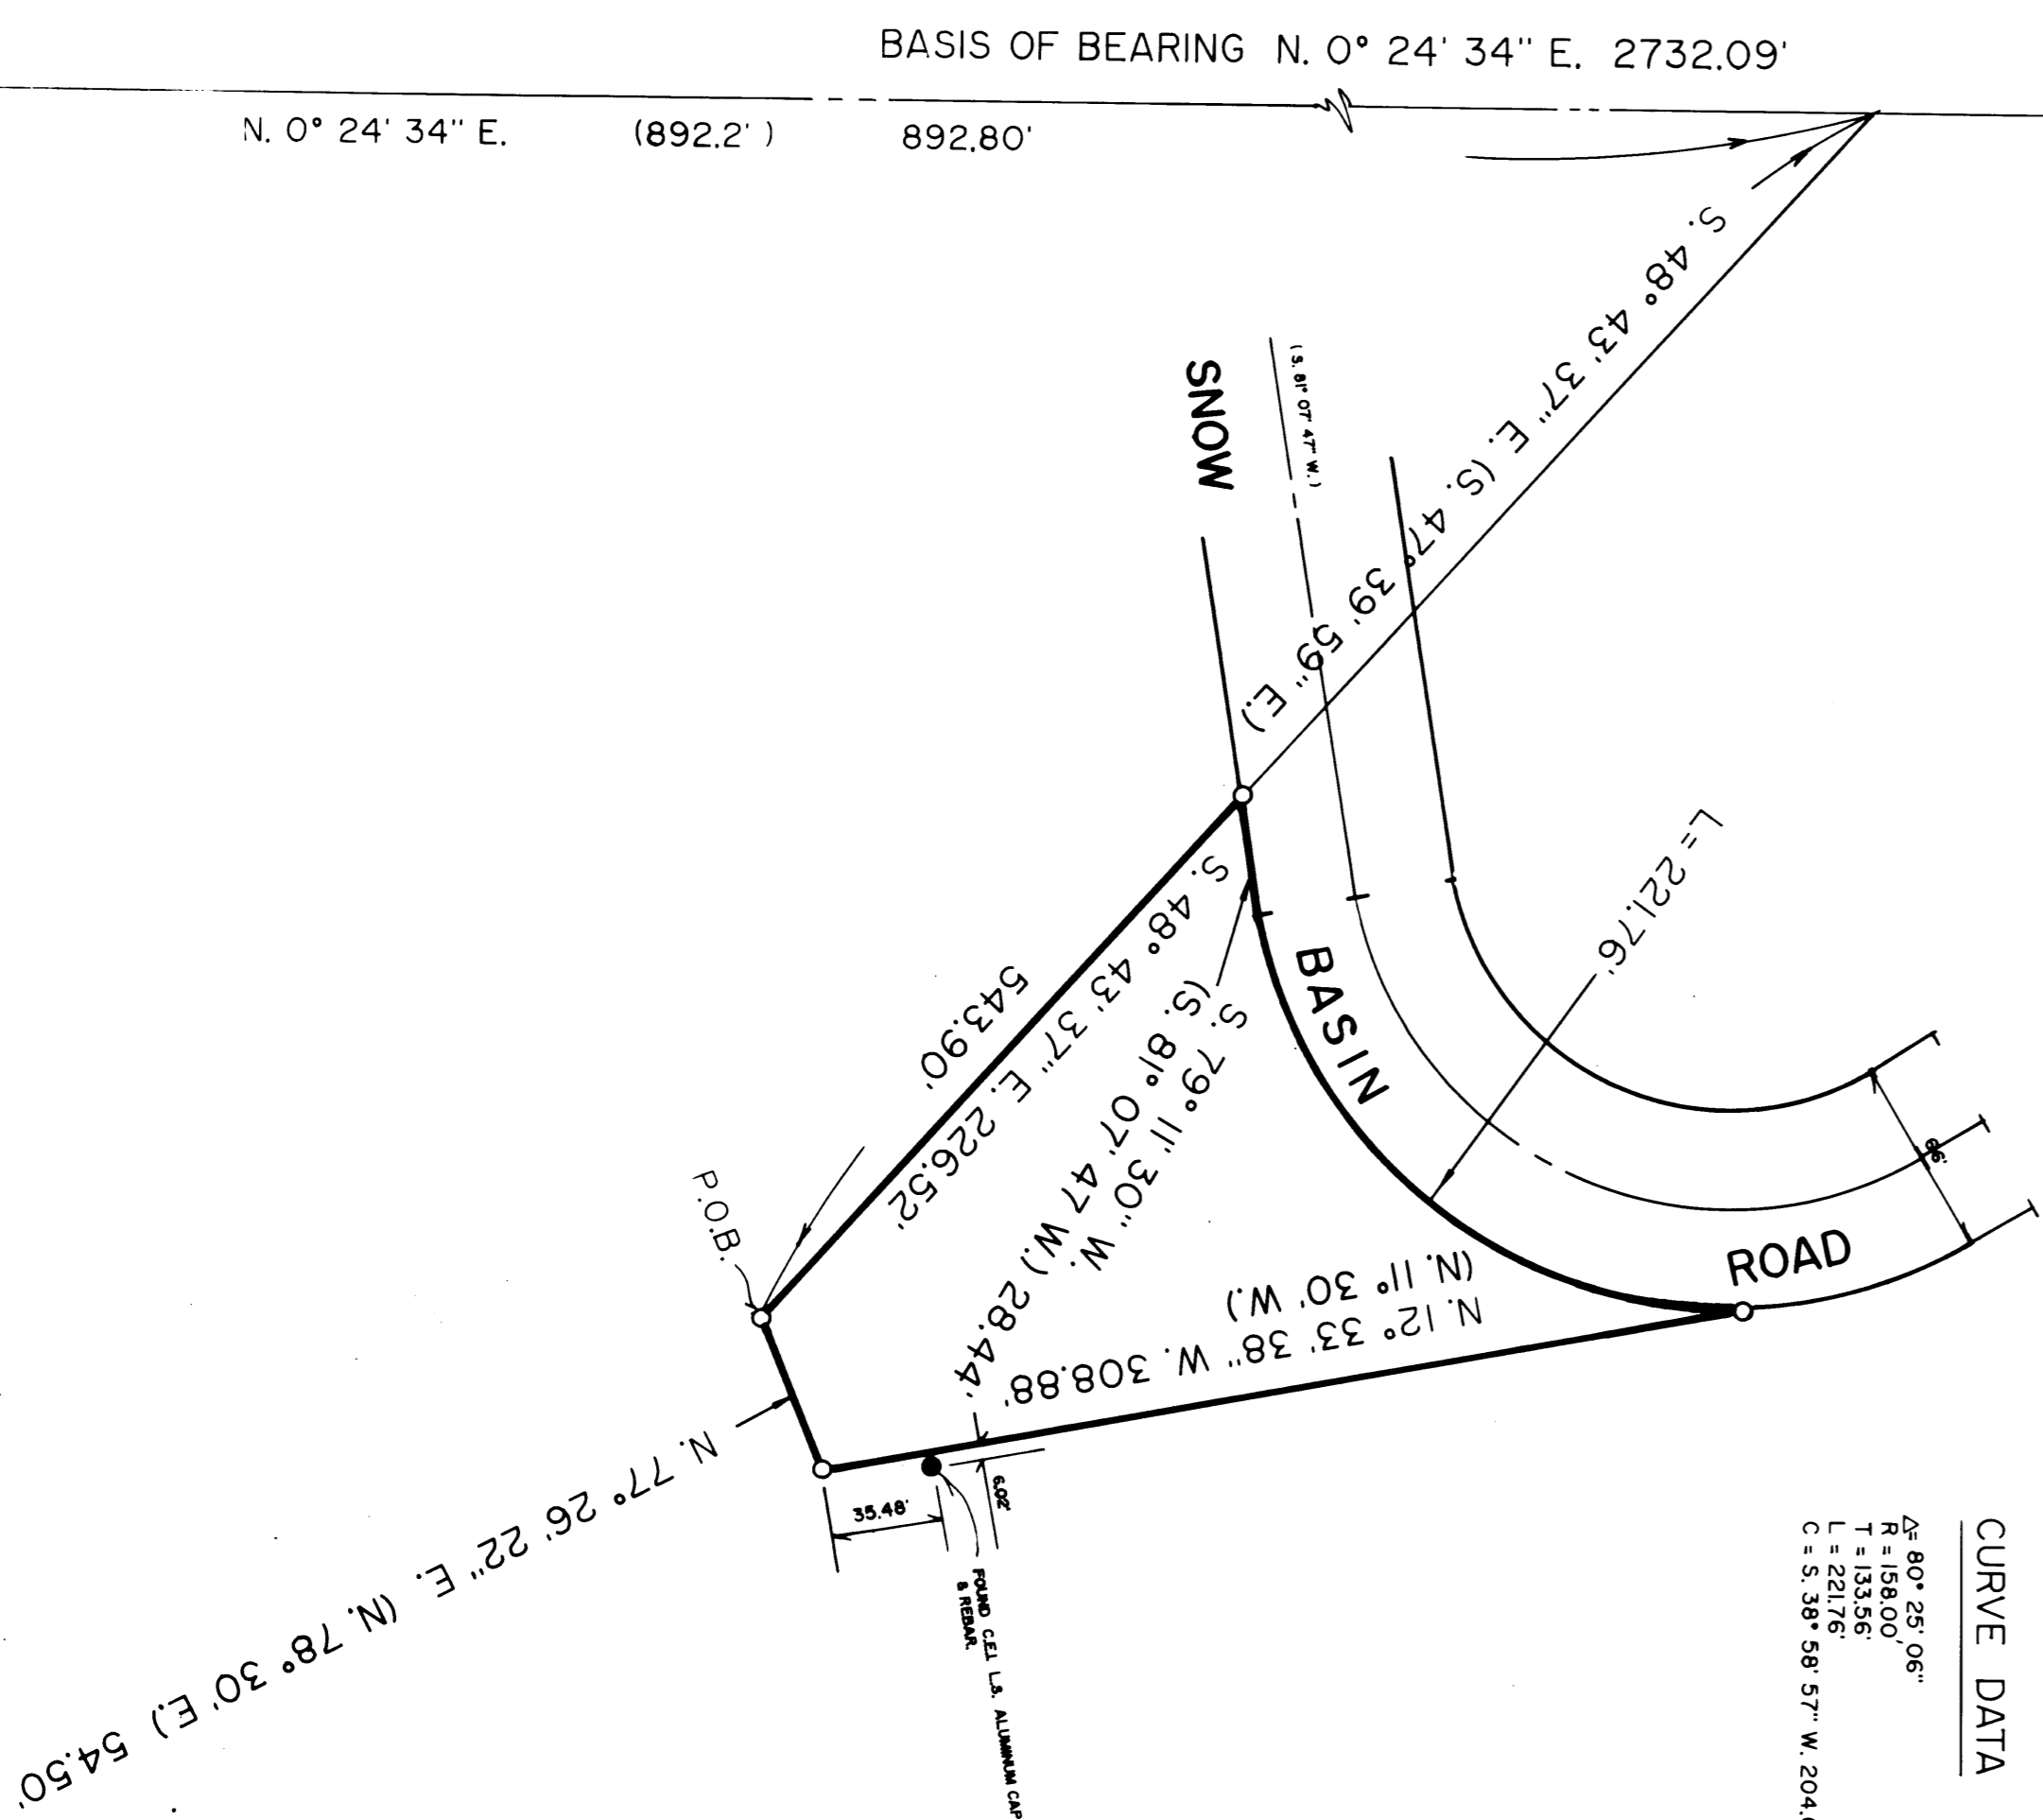 BASIS OF BEARING N. 0° 24' 34" E. 2732.09'
N. 0° 24' 34" E. (892.2') 892.80'
S. 48° 43' 37" E. (S. 47° 39' 59" E.)
(S. 81° 07' 47" W.)
SNOW
BASIN
ROAD
L = 221.76'
66'
S. 48° 43' 37" E. 226.52'
543.90'
S. 79° 11' 30" W.
(S. 81° 07' 47 W.) 28.44'
(N. 11° 30' W.)
N. 12° 33' 38" W. 308.88'
P.O.B.
N. 77° 26' 22" E. (N. 78° 30' E.) 54.50'
35.48'
6.02'
FOUND C.E.I. L.S. ALUMINUM CAP
& REBAR.
CURVE DATA
Δ= 80° 25' 06"
R = 158.00'
T = 133.56'
L = 221.76'
C = S. 38° 58' 57" W. 204.